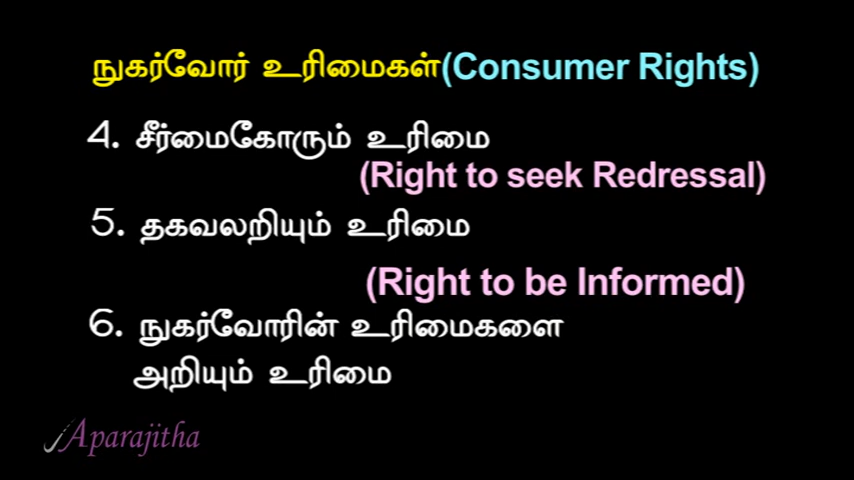 நுகர்வோர் உரிமைகள்(Consumer Rights)
4. சீர்மைகோரும் உரிமை
(Right to seek Redressal)
5. தகவலறியும் உரிமை
(Right to be Informed)
6. நுகர்வோரின் உரிமைகளை
அறியும் உரிமை
Aparajitha